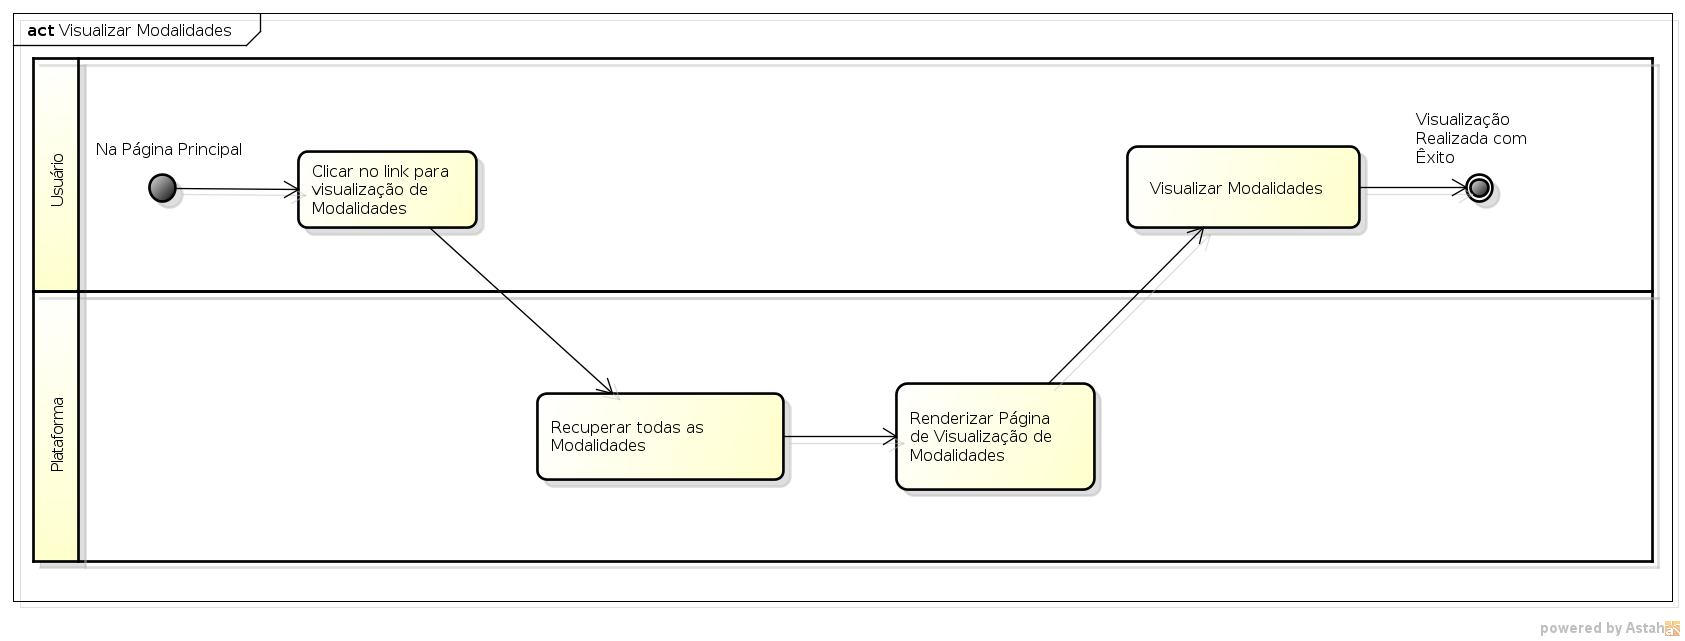 act Visualizar Modalidades
Usuário
Na Página Principal
Clicar no link para
visualização de
Modalidades
Visualizar Modalidades
Visualização
Realizada com
Êxito
Plataforma
Recuperar todas as
Modalidades
Renderizar Página
de Visualização de
Modalidades
powered by Astah